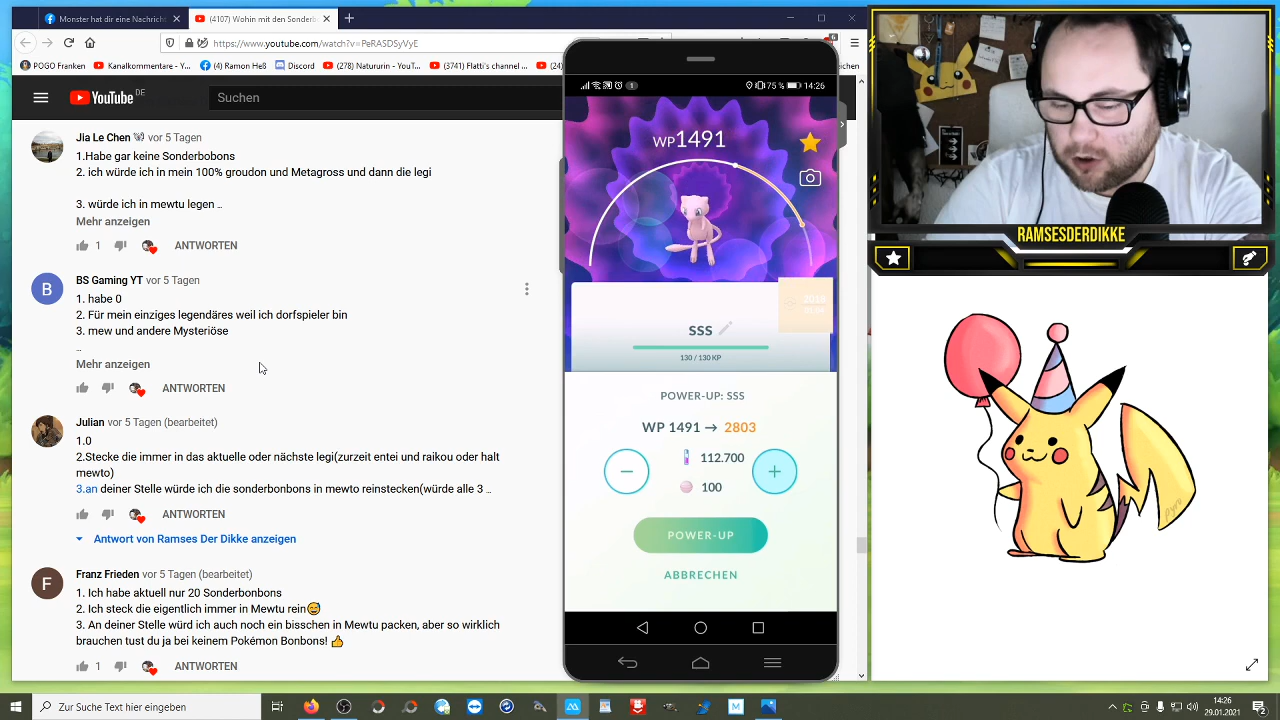 Monster dir eine Nachricht
(4107) Wohin mit den Sonderb
https://www.youtube.com/watch?v=PeRASDSyVyE
POGO Franken
Kanalkommentare - Y...
(4) Ramon Heß
Discord
(278) Natururin - YouT...
(3741) Flatti's channel ...
(24)
YouTube DE
Suchen
Jia Le Chen vor 5 Tagen
1.Habe gar keine Sonderbobons
2. ich würde ich in mein 100% groudon und Metagross und dann die legi
3. würde ich in mewtu legen ..
Mehr anzeigen
1
ANTWORTEN
B
BS Gaming YT vor 5 Tagen
1. habe 0
2. Für mein einziges legendäres weil ich dorfspieler bin
3. mew und andere Mysteriöse
..
Mehr anzeigen
ANTWORTEN
Julian vor 5 Tagen (bearbeitet)
1.0
2.Stecke die immer in das aktuelle oder nächste legi(zurzeit entei und raikou oder halt
mewto)
3.an deiner Stelle würde ich die sonderbonbons in mewto reinstecken(würde alle 3 ..
ANTWORTEN
Antwort von Ramses Der Dikke anzeigen
F
Franz Frieden vor 5 Tagen (bearbeitet)
1. Ich habe aktuell nur 20 Sonderbonbons
2. Ich steck die eigentlich immer in Mewtu rein😅
3. An deiner Stelle würd ich auch noch ein bisschen in Mewtu packen, aber so wirklich
brauchen tust du ja bei keinem Pokémon Bonbons! 👍
1
ANTWORTEN
1
75 % 14:26
WP1491
SSS
130 / 130 KP
POWER-UP: SSS
WP 1491 → 2803
112.700
100
POWER-UP
ABBRECHEN
RAMSESDERDIKKE
Pyro
Zur Suche Text hier eingeben
14:26
29.01.2021
2